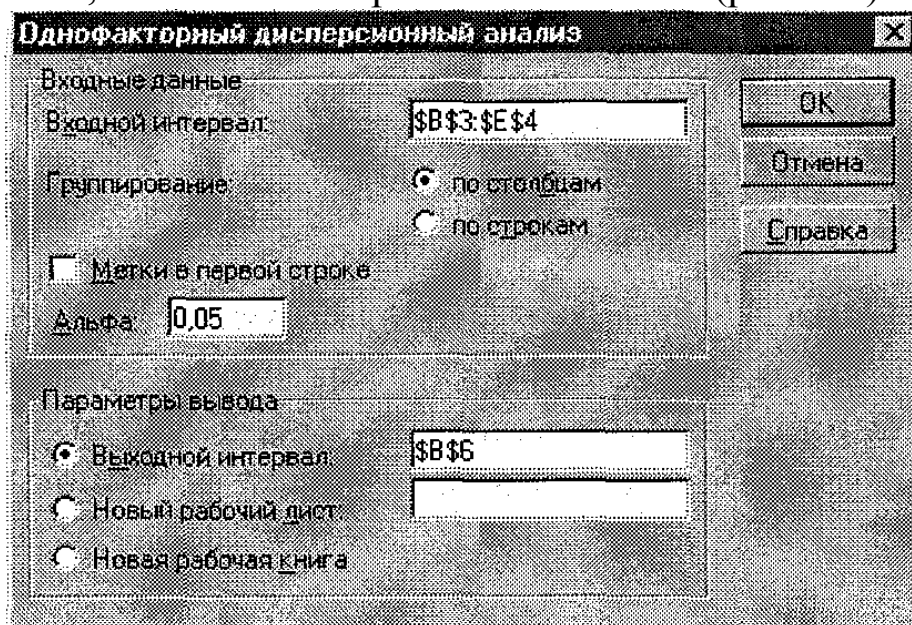 Однофакторный дисперсионный анализ
Входные данные
Входной интервал: $B$3:$E$4
Группирование: по столбцам
по строкам
Метки в первой строке
Альфа: 0,05
OK
Отмена
Справка
Параметры вывода
Выходной интервал: $B$6
Новый рабочий лист:
Новая рабочая книга